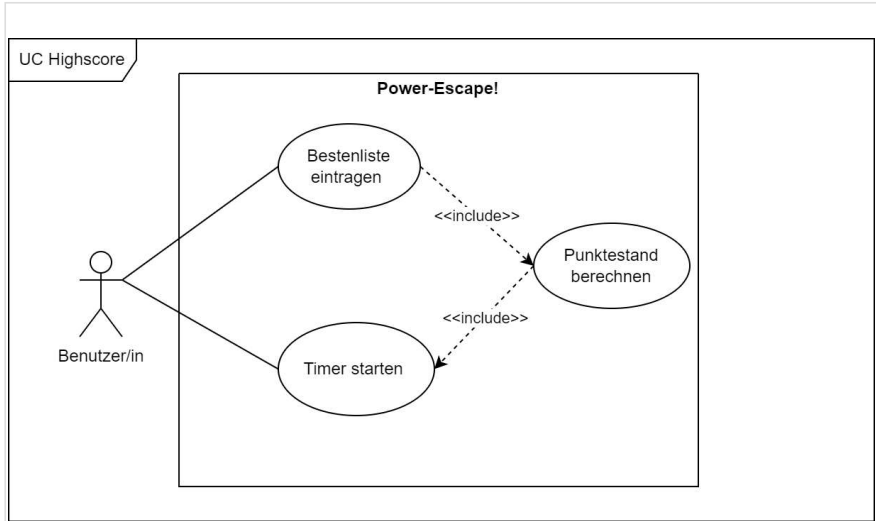 UC Highscore
Power-Escape!
Bestenliste
eintragen
<<include>>
Punktestand
berechnen
<<include>>
Benutzer/in
Timer starten